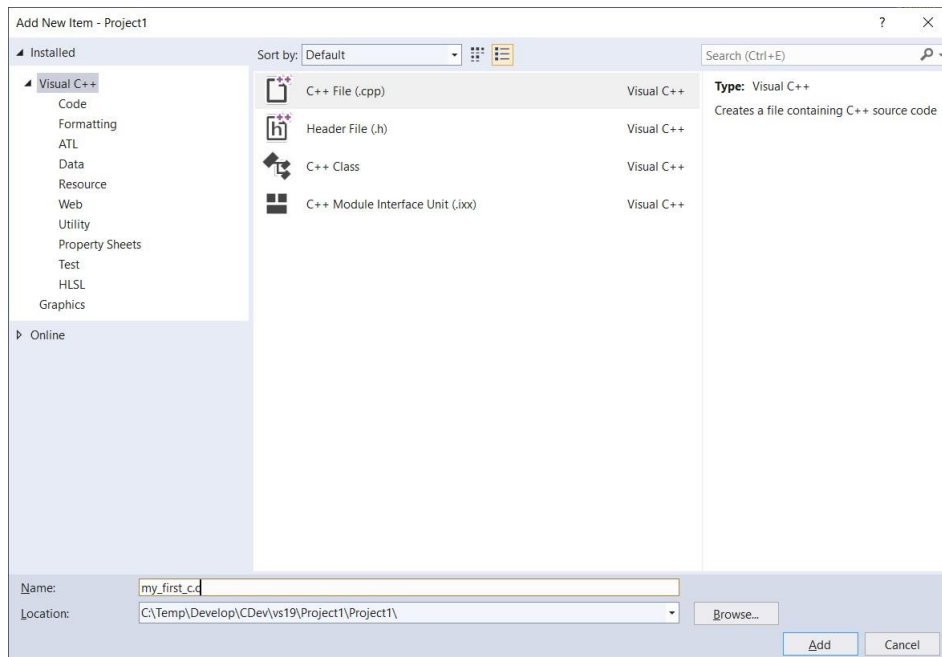 Add New Item - Project1
? ×
Installed
Sort by: Default
Search (Ctrl+E)
Visual C++
Code
Formatting
ATL
Data
Resource
Web
Utility
Property Sheets
Test
HLSL
Graphics
Online
C++ File (.cpp) Visual C++
Header File (.h) Visual C++
C++ Class Visual C++
C++ Module Interface Unit (.ixx) Visual C++
Type: Visual C++
Creates a file containing C++ source code
Name: my_first_c.c
Location: C:\Temp\Develop\CDev\vs19\Project1\Project1\
Browse...
Add Cancel